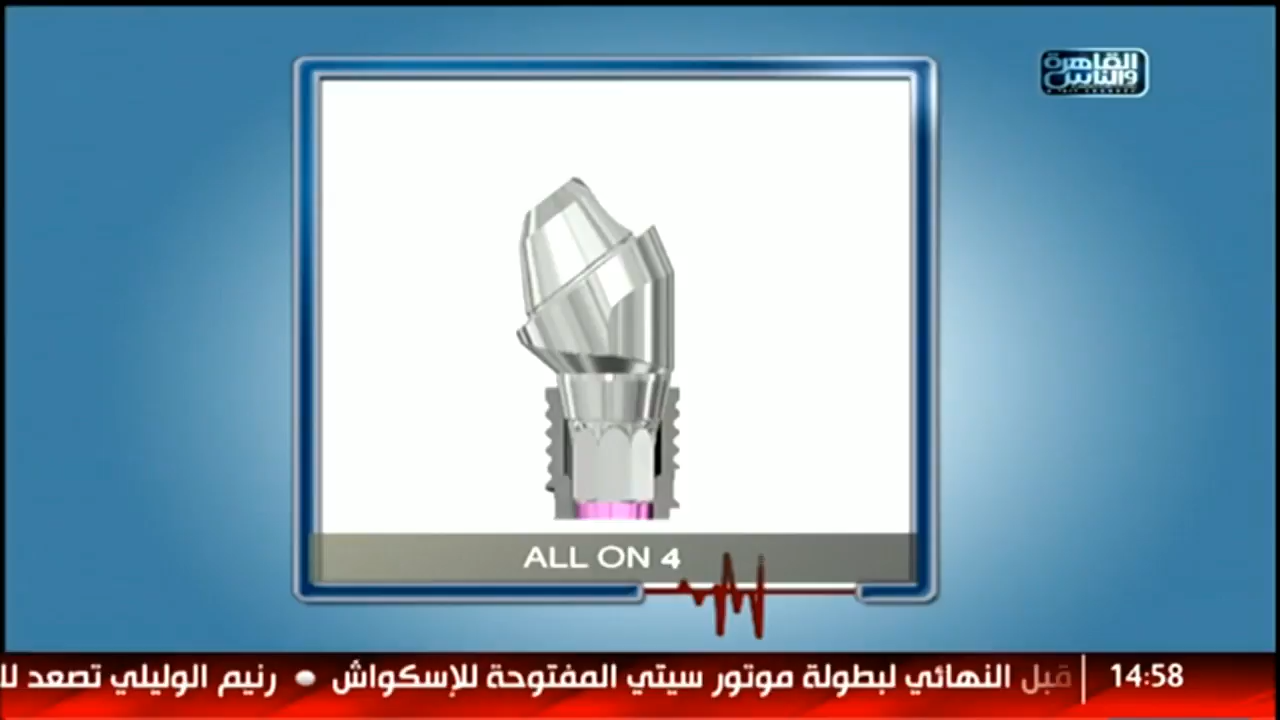 القاهرة
والناس
ALL ON 4
14:58
قبل النهائي لبطولة موتور سيتي المفتوحة للإسكواش • رنيم الوليلي تصعد